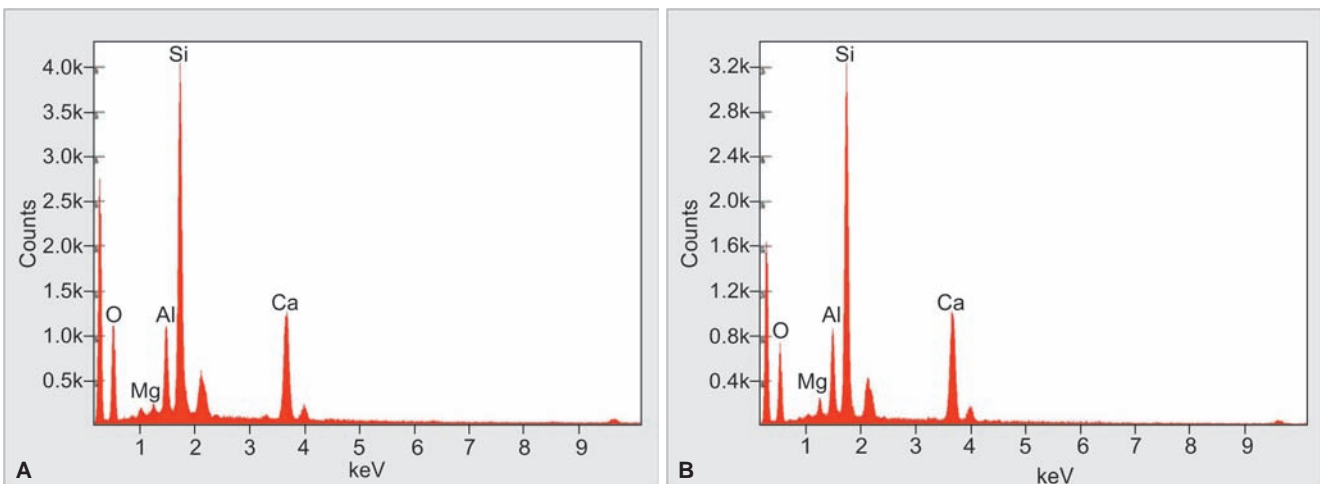 Si
4.0k
3.5k
3.0k
2.5k
2.0k
1.5k
1.0k
0.5k
Counts
O
Mg
Al
Ca
1 2 3 4 5 6 7 8 9
keV
A
Si
3.2k
2.8k
2.4k
2.0k
1.6k
1.2k
0.8k
0.4k
Counts
O
Mg
Al
Ca
1 2 3 4 5 6 7 8 9
keV
B